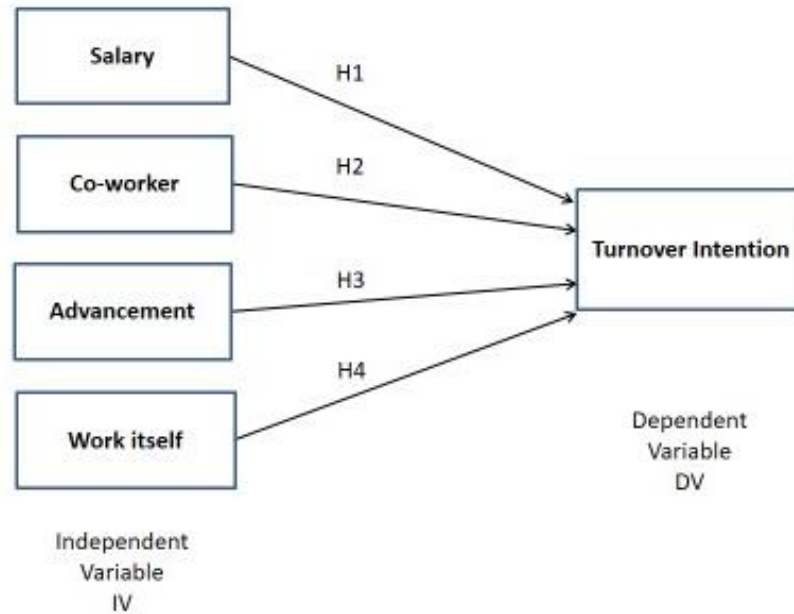 Salary
H1
Co-worker
H2
Turnover Intention
Advancement
H3
H4
Work itself
Dependent
Variable
DV
Independent
Variable
IV